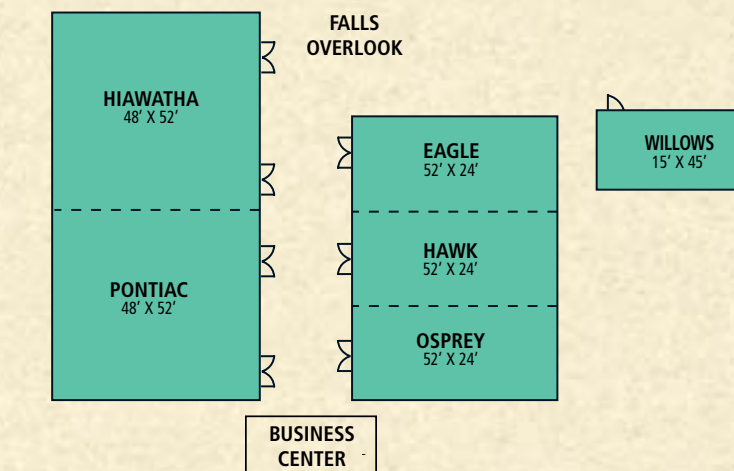 FALLS
OVERLOOK
HIAWATHA
48’ X 52’
EAGLE
52’ X 24’
WILLOWS
15’ X 45’
HAWK
52’ X 24’
PONTIAC
48’ X 52’
OSPREY
52’ X 24’
BUSINESS
CENTER